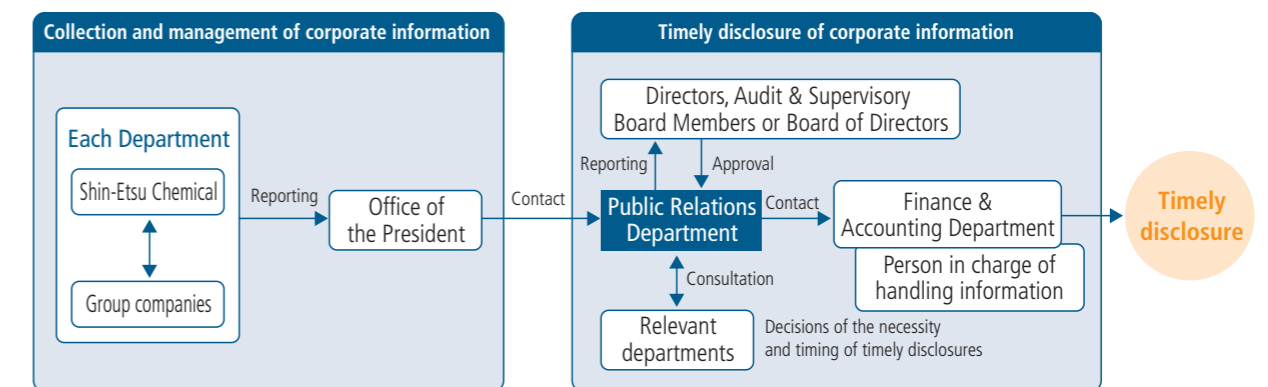 Collection and management of corporate information
Each Department
Shin-Etsu Chemical
Group companies
Reporting
Office of
the President
Contact
Timely disclosure of corporate information
Directors, Audit & Supervisory
Board Members or Board of Directors
Reporting
Approval
Public Relations
Department
Contact
Consultation
Relevant
departments
Decisions of the necessity
and timing of timely disclosures
Finance &
Accounting Department
Person in charge of
handling information
Timely
disclosure